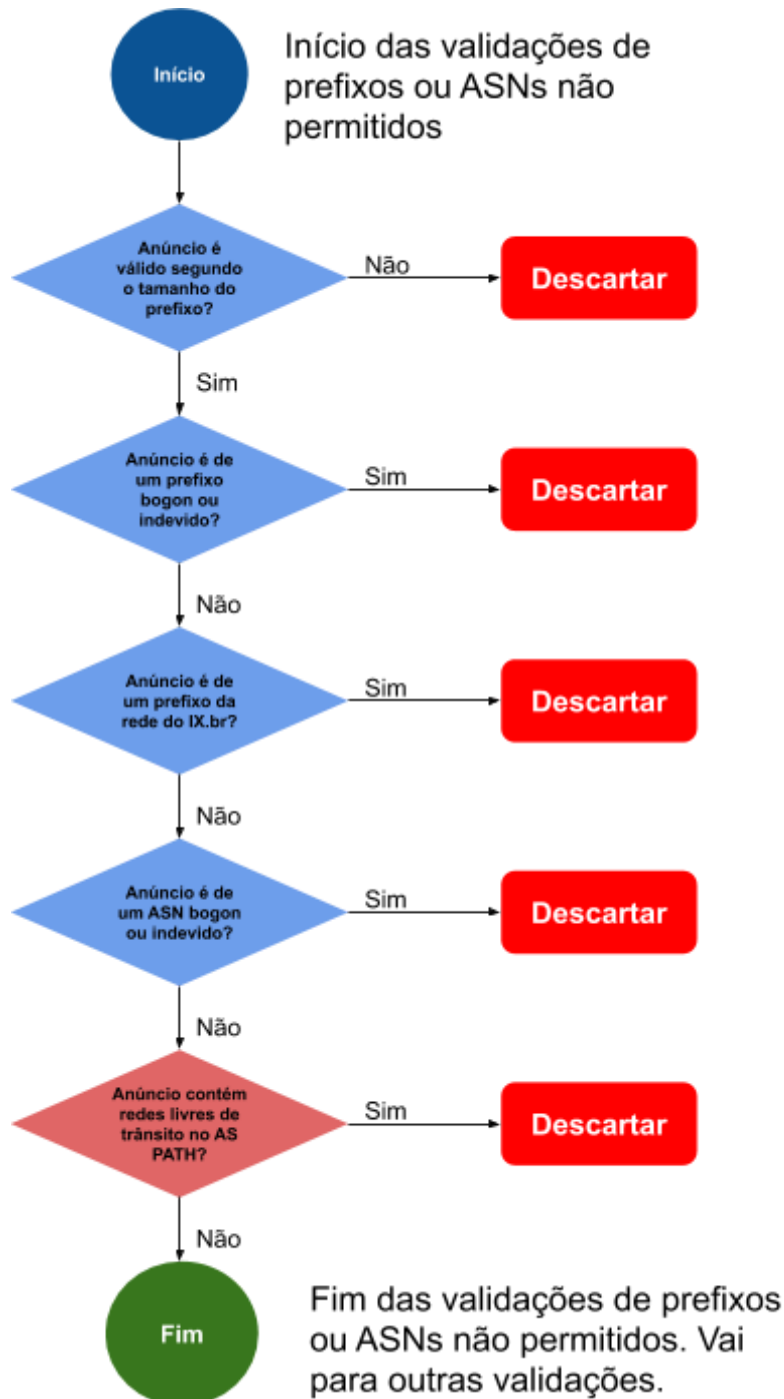 Início
Início das validações de
prefixos ou ASNs não
permitidos
Anúncio é
válido segundo
o tamanho do
prefixo?
Não
Descartar
Sim
Anúncio é de
um prefixo
bogon ou
indevido?
Sim
Descartar
Não
Anúncio é de
um prefixo da
rede do IX.br?
Sim
Descartar
Não
Anúncio é de
um ASN bogon
ou indevido?
Sim
Descartar
Não
Anúncio contém
redes livres de
trânsito no AS
PATH?
Sim
Descartar
Não
Fim
Fim das validações de prefixos
ou ASNs não permitidos. Vai
para outras validações.